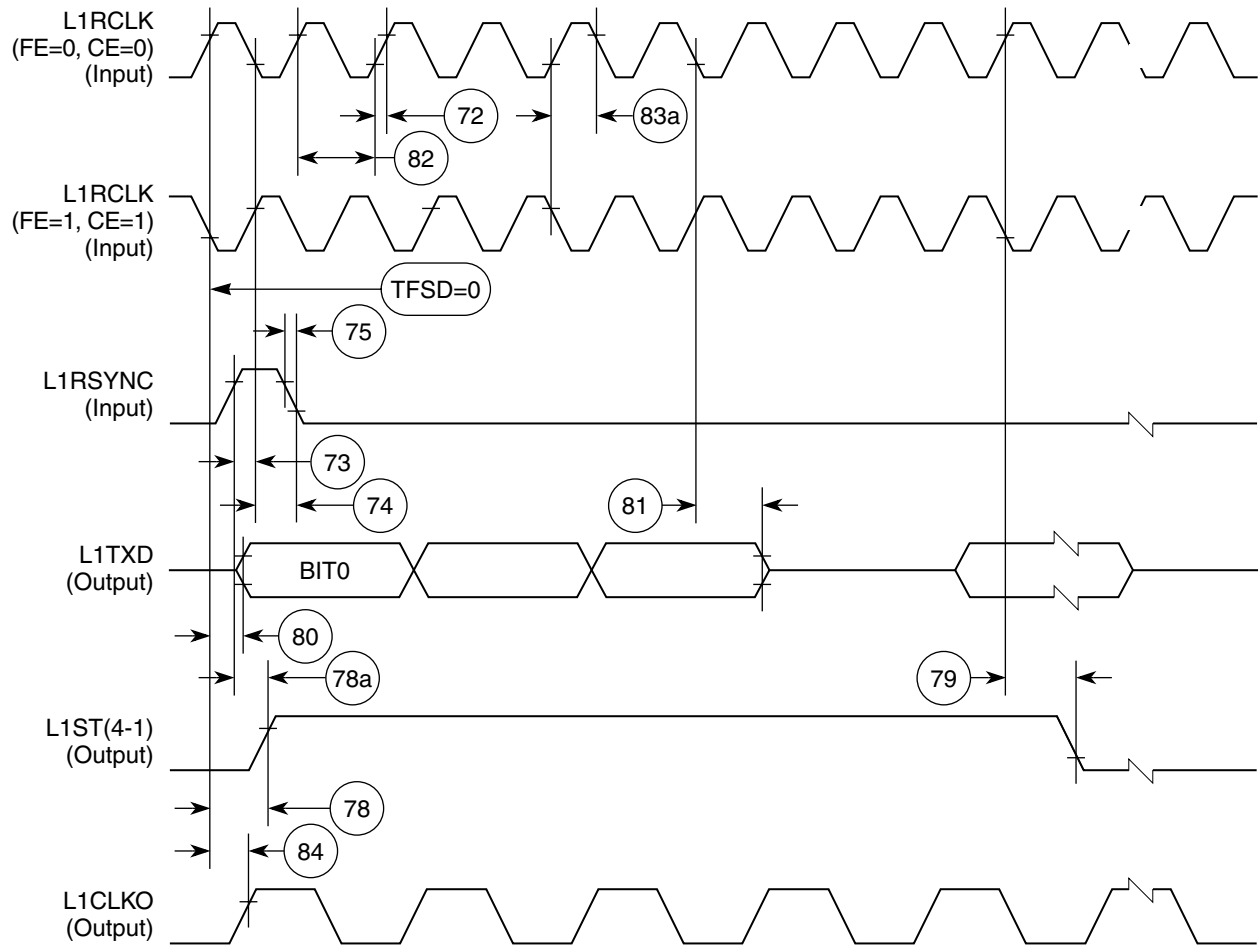 L1RCLK
(FE=0, CE=0)
(Input)
72
83a
82
L1RCLK
(FE=1, CE=1)
(Input)
TFSD=0
75
L1RSYNC
(Input)
73
74
81
L1TXD
(Output)
BIT0
80
78a
79
L1ST(4-1)
(Output)
78
84
L1CLKO
(Output)